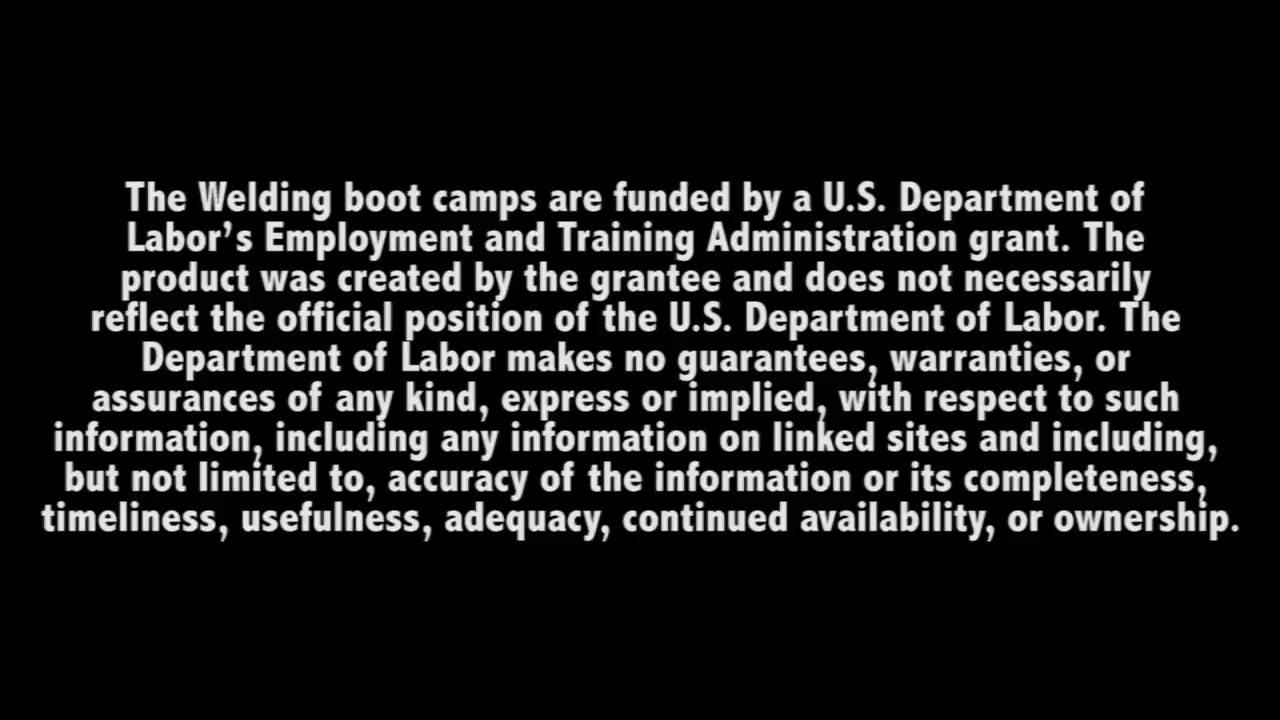 The Welding boot camps are funded by a U.S. Department of
Labor’s Employment and Training Administration grant. The
product was created by the grantee and does not necessarily
reflect the official position of the U.S. Department of Labor. The
Department of Labor makes no guarantees, warranties, or
assurances of any kind, express or implied, with respect to such
information, including any information on linked sites and including,
but not limited to, accuracy of the information or its completeness,
timeliness, usefulness, adequacy, continued availability, or ownership.